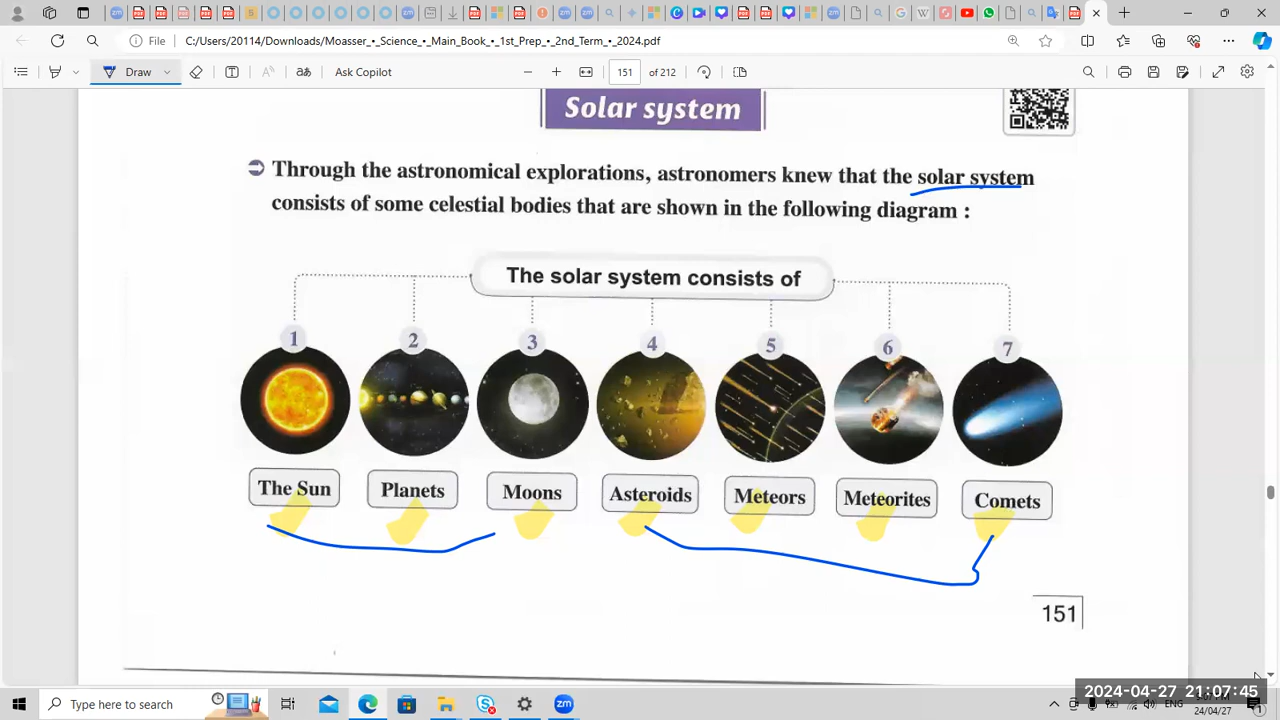 File
C:/Users/20114/Downloads/Moasser_•_Science_•_Main_Book_•_1st_Prep_•_2nd_Term_•_2024.pdf
Draw
Ask Copilot
151
of 212
Solar system
Through the astronomical explorations, astronomers knew that the solar system
consists of some celestial bodies that are shown in the following diagram :
The solar system consists of
1 2 3 4 5 6 7
The Sun Planets Moons Asteroids Meteors Meteorites Comets
151
Type here to search
2024-04-27 21:07:45
ENG
24/04/27